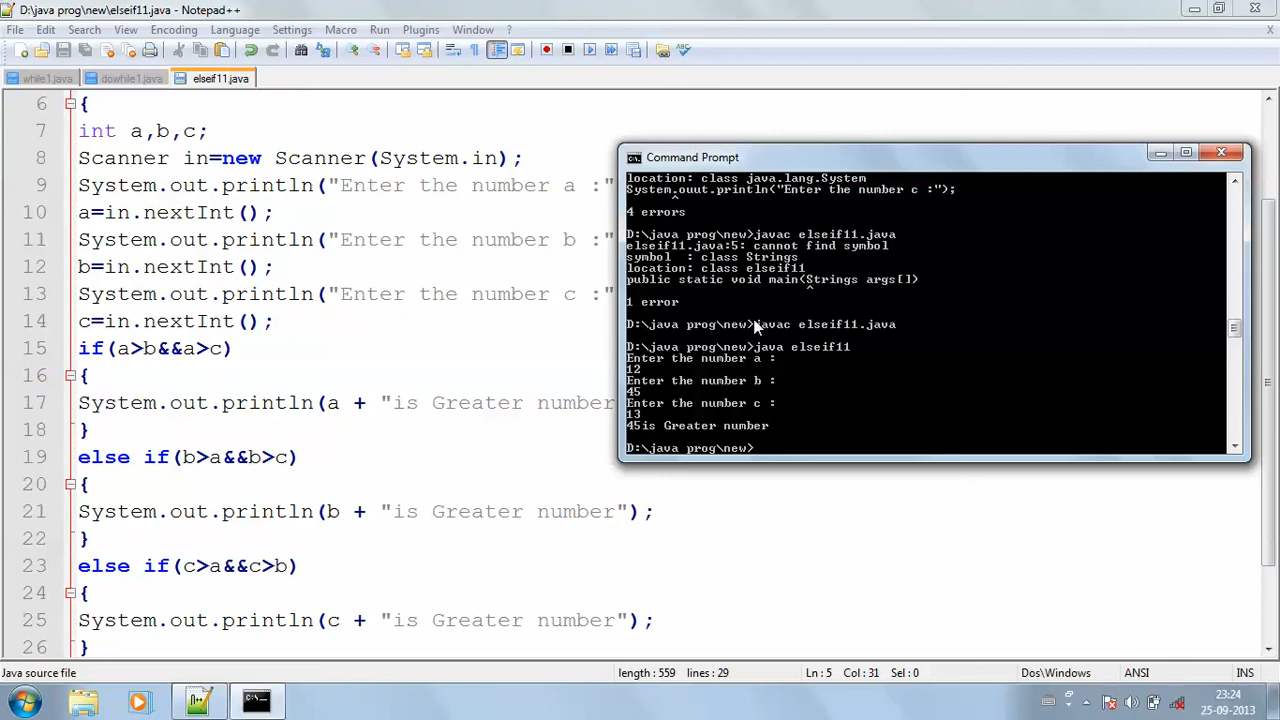 D:\java prog\new\elseif11.java - Notepad++
File Edit Search View Encoding Language Settings Macro Run Plugins Window ?
X
while1.java dowhile1.java elseif11.java
6 {
7 int a,b,c;
8 Scanner in=new Scanner(System.in);
9 System.out.println("Enter the number a :"
10 a=in.nextInt();
11 System.out.println("Enter the number b :"
12 b=in.nextInt();
13 System.out.println("Enter the number c :"
14 c=in.nextInt();
15 if(a>b&&a>c)
16 {
17 System.out.println(a + "is Greater number
18 }
19 else if(b>a&&b>c)
20 {
21 System.out.println(b + "is Greater number");
22 }
23 else if(c>a&&c>b)
24 {
25 System.out.println(c + "is Greater number");
26 }
Command Prompt
location: class java.lang.System
System.ouut.println("Enter the number c :");
^
4 errors
D:\java prog\new>javac elseif11.java
elseif11.java:5: cannot find symbol
symbol : class Strings
location: class elseif11
public static void main(Strings args[])
^
1 error
D:\java prog\new>javac elseif11.java
D:\java prog\new>java elseif11
Enter the number a :
12
Enter the number b :
45
Enter the number c :
13
45is Greater number
D:\java prog\new>
Java source file length : 559 lines : 29 Ln : 5 Col : 31 Sel : 0 Dos\Windows ANSI INS
23:24
25-09-2013